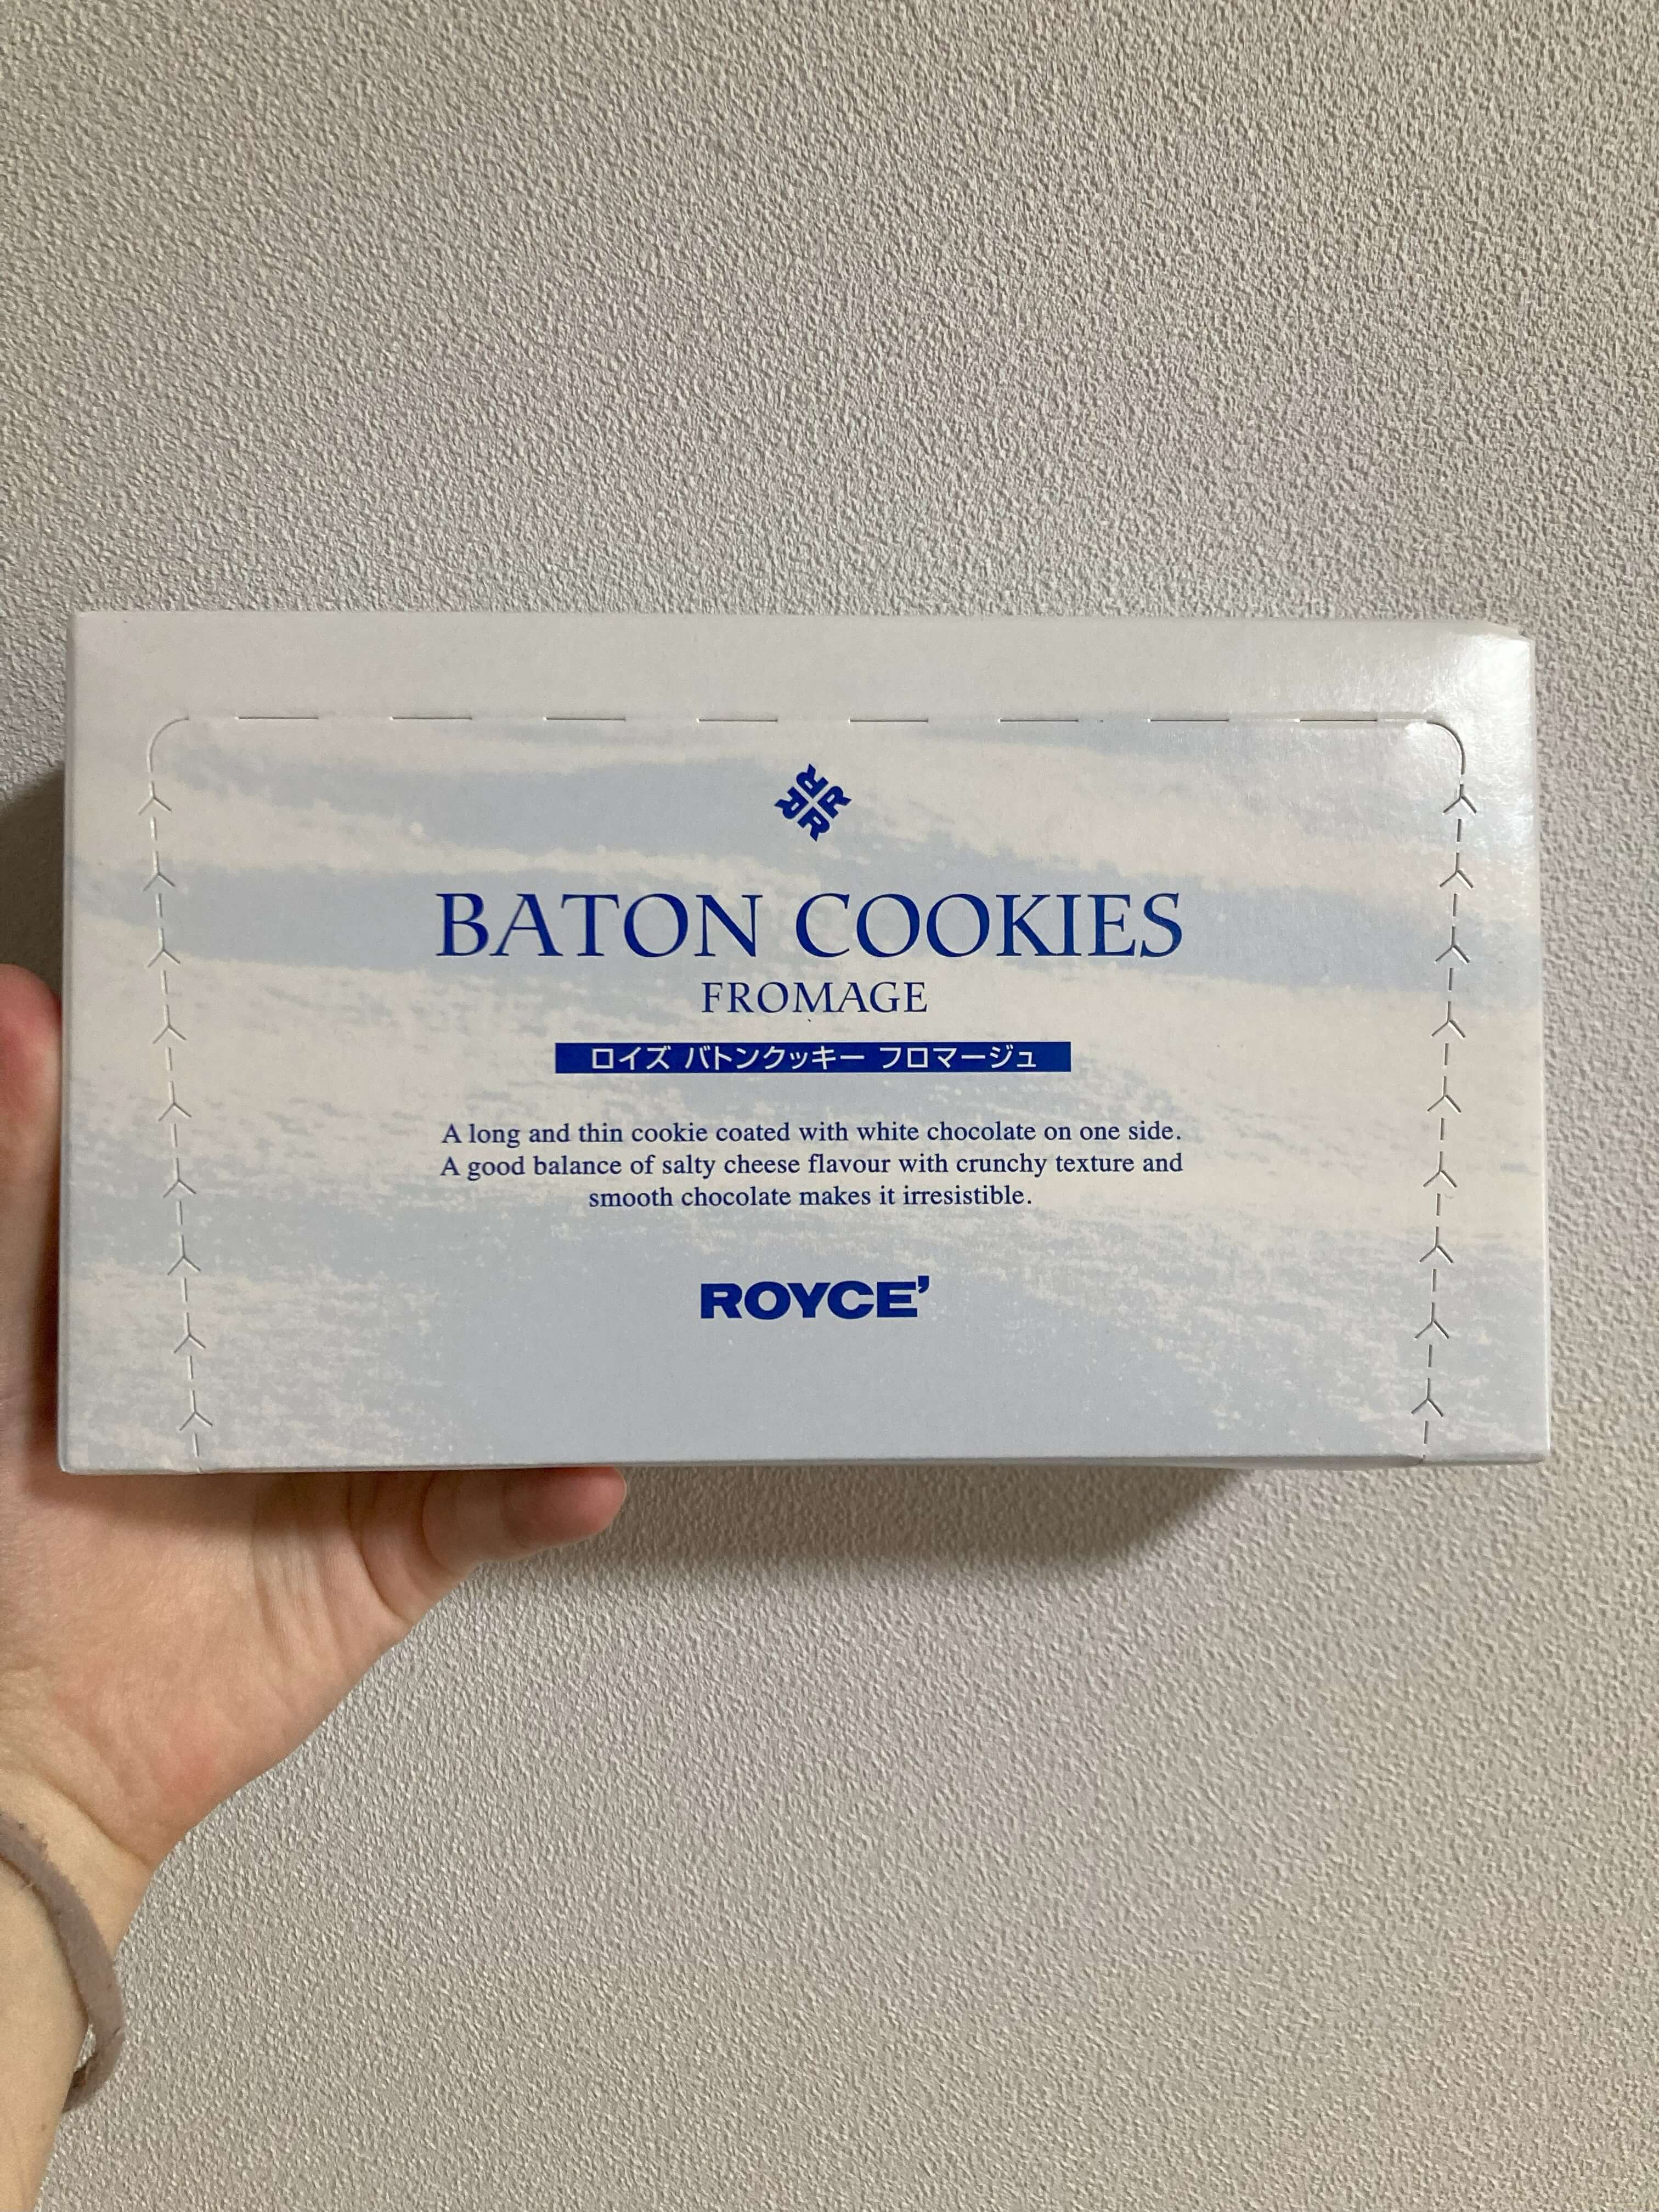 BATON COOKIES
FROMAGE
ロイズ バトンクッキー フロマージュ
A long and thin cookie coated with white chocolate on one side.
A good balance of salty cheese flavour with crunchy texture and
smooth chocolate makes it irresistible.
ROYCE'